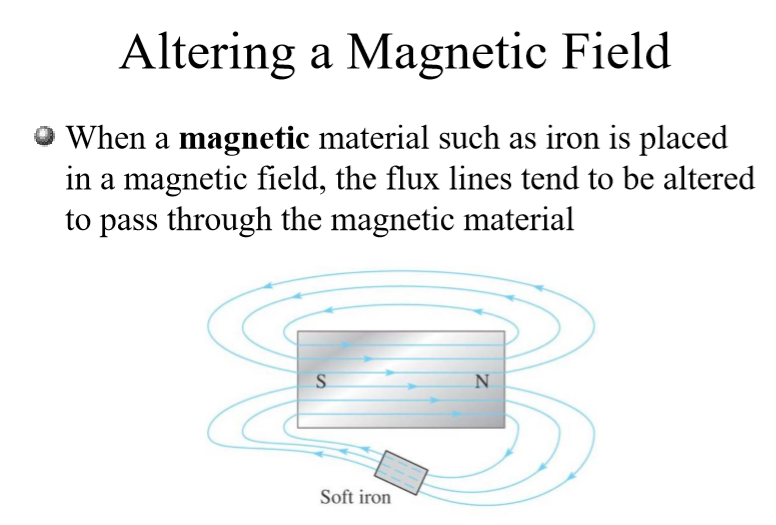 Altering a Magnetic Field
When a magnetic material such as iron is placed
in a magnetic field, the flux lines tend to be altered
to pass through the magnetic material
S
N
Soft iron